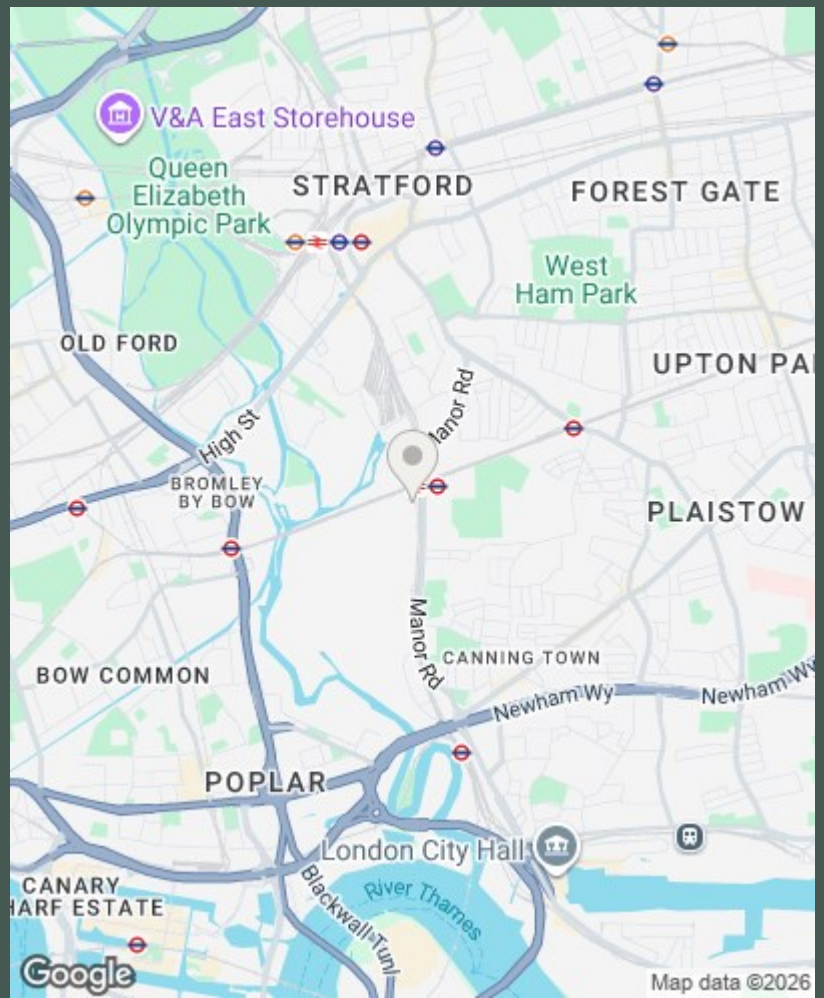 V&A East Storehouse
Queen
Elizabeth
Olympic Park
STRATFORD
FOREST GATE
West
Ham Park
OLD FORD
UPTON PA
Manor Rd
High St
BROMLEY
BY BOW
PLAISTOW
Manor Rd
CANNING TOWN
BOW COMMON
Newham Wy
Newham Wy
POPLAR
London City Hall
CANARY
HARF ESTATE
River Thames
Blackwall Tunl
Google
Map data ©2026